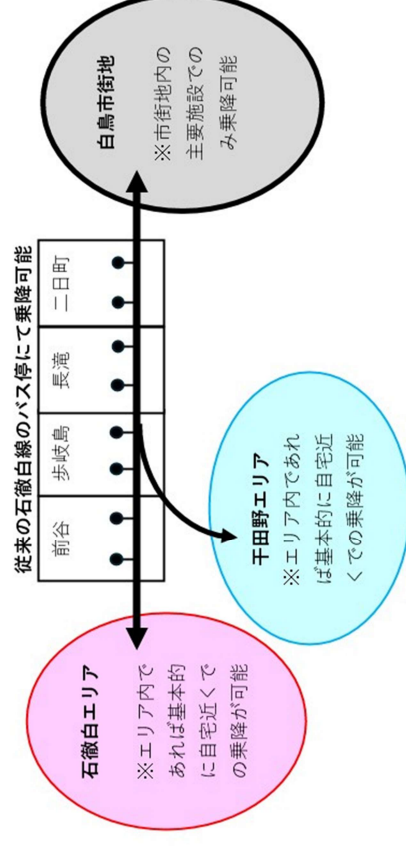 従来の石徹白線のバス停にて乗降可能
石徹白エリア
※エリア内で
あれば基本的
に自宅近くで
の乗降が可能
前谷
歩岐島
長滝
二日町
白鳥市街地
※市街地内の
主要施設での
み乗降可能
干田野エリア
※エリア内であれ
ば基本的に自宅近
くでの乗降が可能